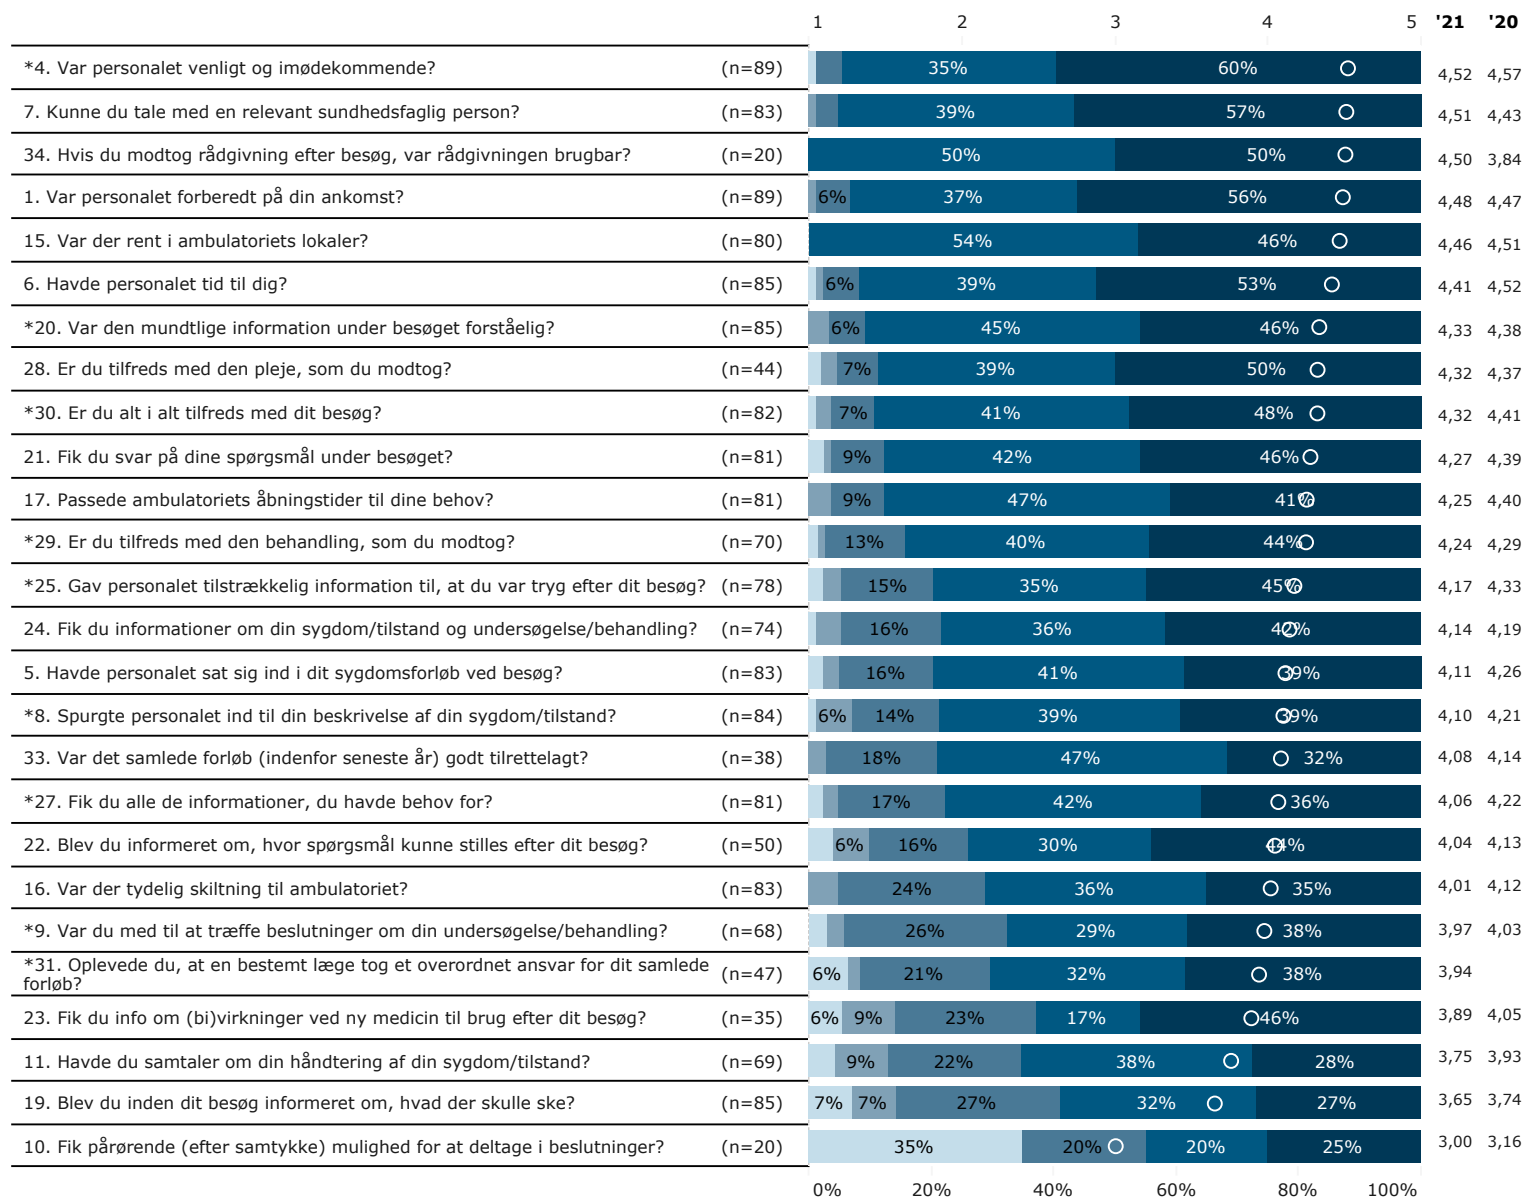 1 2 3 4 5 '21 '20
*4. Var personalet venligt og imødekommende? (n=89) 35% 60% 4,52 4,57
7. Kunne du tale med en relevant sundhedsfaglig person? (n=83) 39% 57% 4,51 4,43
34. Hvis du modtog rådgivning efter besøg, var rådgivningen brugbar? (n=20) 50% 50% 4,50 3,84
1. Var personalet forberedt på din ankomst? (n=89) 6% 37% 56% 4,48 4,47
15. Var der rent i ambulatoriets lokaler? (n=80) 54% 46% 4,46 4,51
6. Havde personalet tid til dig? (n=85) 6% 39% 53% 4,41 4,52
*20. Var den mundtlige information under besøget forståelig? (n=85) 6% 45% 46% 4,33 4,38
28. Er du tilfreds med den pleje, som du modtog? (n=44) 7% 39% 50% 4,32 4,37
*30. Er du alt i alt tilfreds med dit besøg? (n=82) 7% 41% 48% 4,32 4,41
21. Fik du svar på dine spørgsmål under besøget? (n=81) 9% 42% 46% 4,27 4,39
17. Passede ambulatoriets åbningstider til dine behov? (n=81) 9% 47% 41% 4,25 4,40
*29. Er du tilfreds med den behandling, som du modtog? (n=70) 13% 40% 44% 4,24 4,29
*25. Gav personalet tilstrækkelig information til, at du var tryg efter dit besøg? (n=78) 15% 35% 45% 4,17 4,33
24. Fik du informationer om din sygdom/tilstand og undersøgelse/behandling? (n=74) 16% 36% 42% 4,14 4,19
5. Havde personalet sat sig ind i dit sygdomsforløb ved besøg? (n=83) 16% 41% 39% 4,11 4,26
*8. Spurgte personalet ind til din beskrivelse af din sygdom/tilstand? (n=84) 6% 14% 39% 39% 4,10 4,21
33. Var det samlede forløb (indenfor seneste år) godt tilrettelagt? (n=38) 18% 47% 32% 4,08 4,14
*27. Fik du alle de informationer, du havde behov for? (n=81) 17% 42% 36% 4,06 4,22
22. Blev du informeret om, hvor spørgsmål kunne stilles efter dit besøg? (n=50) 6% 16% 30% 44% 4,04 4,13
16. Var der tydelig skiltning til ambulatoriet? (n=83) 24% 36% 35% 4,01 4,12
*9. Var du med til at træffe beslutninger om din undersøgelse/behandling? (n=68) 26% 29% 38% 3,97 4,03
*31. Oplevede du, at en bestemt læge tog et overordnet ansvar for dit samlede
forløb? (n=47) 6% 21% 32% 38% 3,94
23. Fik du info om (bi)virkninger ved ny medicin til brug efter dit besøg? (n=35) 6% 9% 23% 17% 46% 3,89 4,05
11. Havde du samtaler om din håndtering af din sygdom/tilstand? (n=69) 9% 22% 38% 28% 3,75 3,93
19. Blev du inden dit besøg informeret om, hvad der skulle ske? (n=85) 7% 7% 27% 32% 27% 3,65 3,74
10. Fik pårørende (efter samtykke) mulighed for at deltage i beslutninger? (n=20) 35% 20% 20% 25% 3,00 3,16
0% 20% 40% 60% 80% 100%